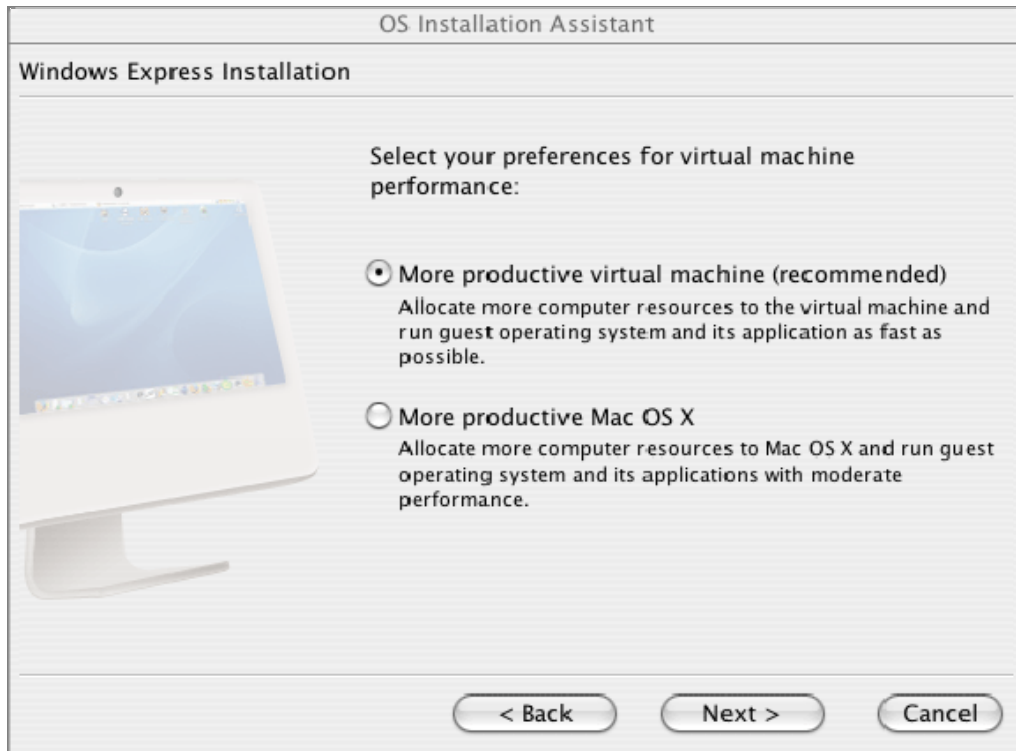 OS Installation Assistant
Windows Express Installation
Select your preferences for virtual machine
performance:
More productive virtual machine (recommended)
Allocate more computer resources to the virtual machine and
run guest operating system and its application as fast as
possible.
More productive Mac OS X
Allocate more computer resources to Mac OS X and run guest
operating system and its applications with moderate
performance.
< Back
Next >
Cancel